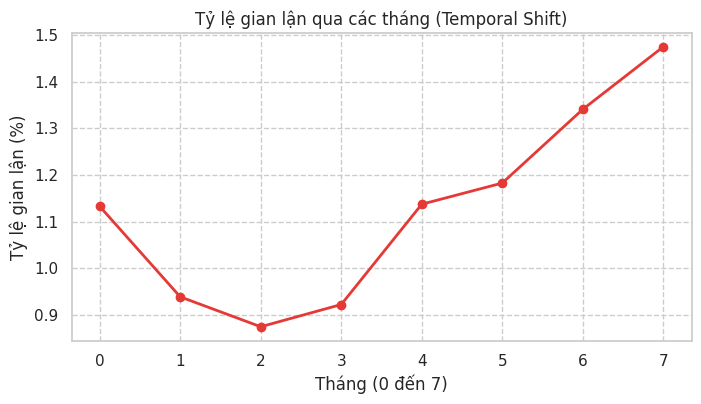 Tỷ lệ gian lận qua các tháng (Temporal Shift)
Tỷ lệ gian lận (%)
1.5
1.4
1.3
1.2
1.1
1.0
0.9
0 1 2 3 4 5 6 7
Tháng (0 đến 7)